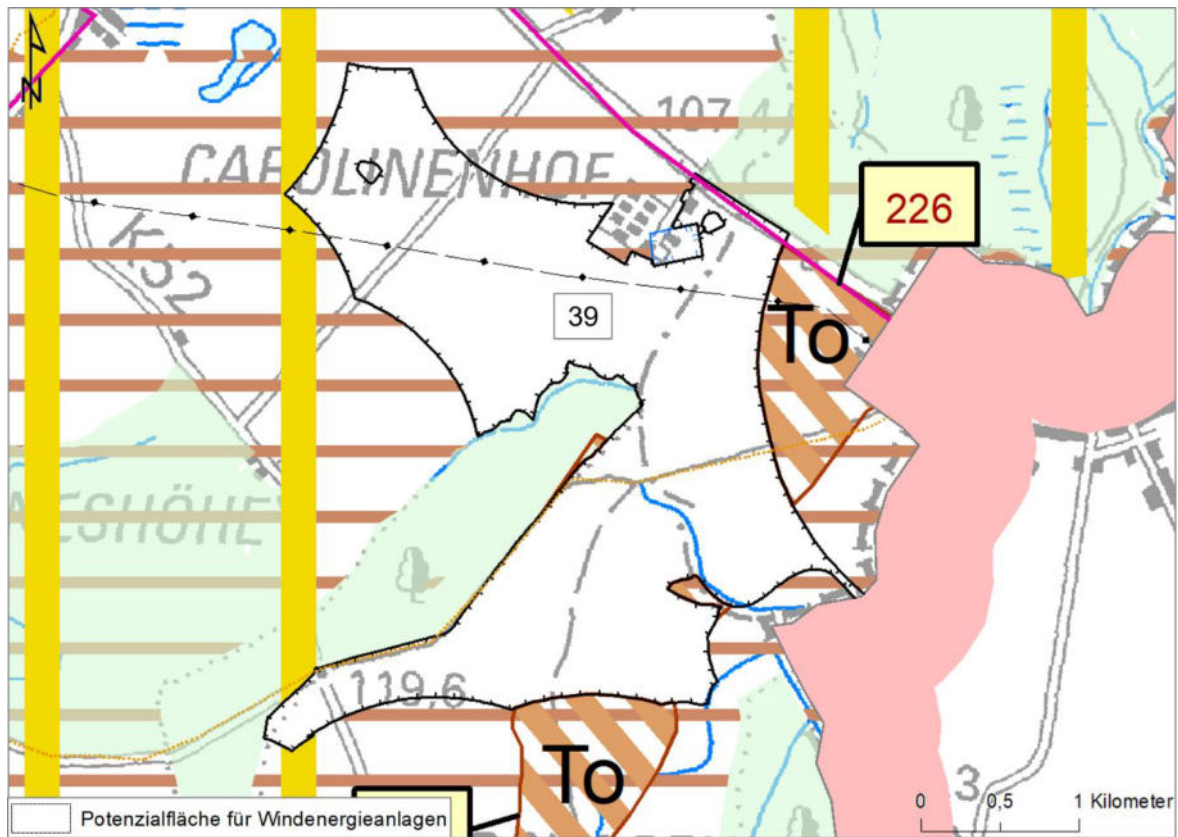 N
107,4
CAROLINENHOF
226
K52
39
To
119,6
To
Potenzialfläche für Windenergieanlagen
3
0 0,5 1 Kilometer